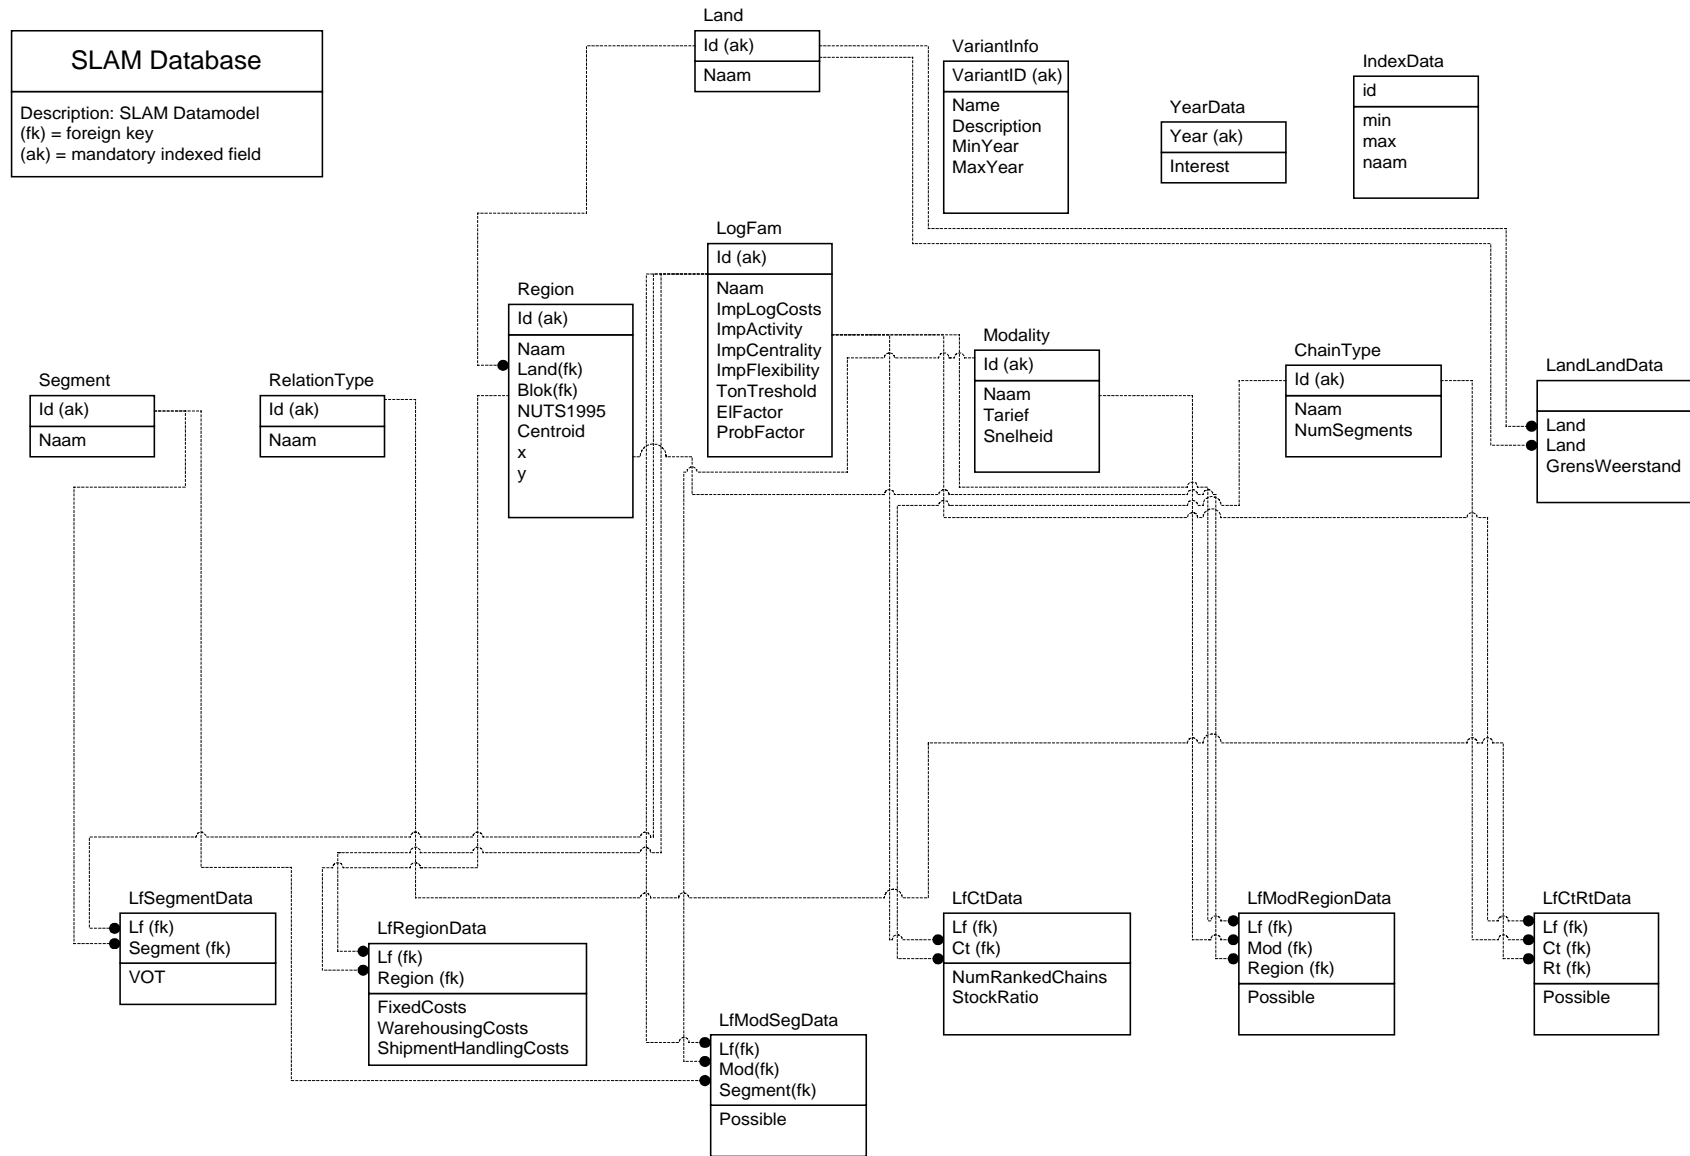 SLAM Database
Description: SLAM Datamodel
(fk) = foreign key
(ak) = mandatory indexed field
Land
Id (ak)
Naam
VariantInfo
VariantID (ak)
Name
Description
MinYear
MaxYear
YearData
Year (ak)
Interest
IndexData
id
min
max
naam
LogFam
Id (ak)
Naam
ImpLogCosts
ImpActivity
ImpCentrality
ImpFlexibility
TonTreshold
ElFactor
ProbFactor
Region
Id (ak)
Naam
Land(fk)
Blok(fk)
NUTS1995
Centroid
x
y
Modality
Id (ak)
Naam
Tarief
Snelheid
ChainType
Id (ak)
Naam
NumSegments
LandLandData
Land
Land
GrensWeerstand
Segment
Id (ak)
Naam
RelationType
Id (ak)
Naam
LfSegmentData
Lf (fk)
Segment (fk)
VOT
LfRegionData
Lf (fk)
Region (fk)
FixedCosts
WarehousingCosts
ShipmentHandlingCosts
LfModSegData
Lf(fk)
Mod(fk)
Segment(fk)
Possible
LfCtData
Lf (fk)
Ct (fk)
NumRankedChains
StockRatio
LfModRegionData
Lf (fk)
Mod (fk)
Region (fk)
Possible
LfCtRtData
Lf (fk)
Ct (fk)
Rt (fk)
Possible